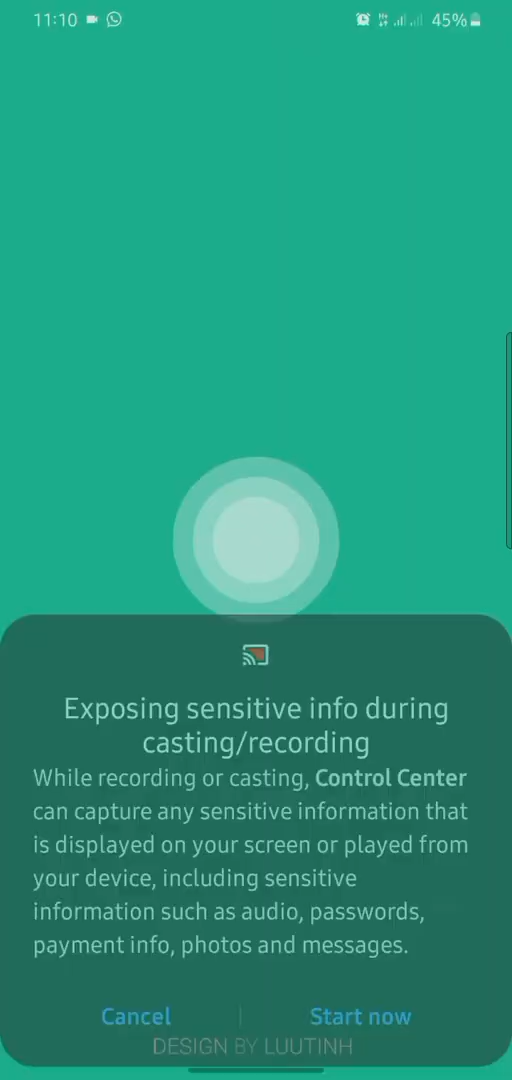 11:10 45%
Exposing sensitive info during
casting/recording
While recording or casting, Control Center
can capture any sensitive information that
is displayed on your screen or played from
your device, including sensitive
information such as audio, passwords,
payment info, photos and messages.
Cancel Start now
DESIGN BY LUUTINH